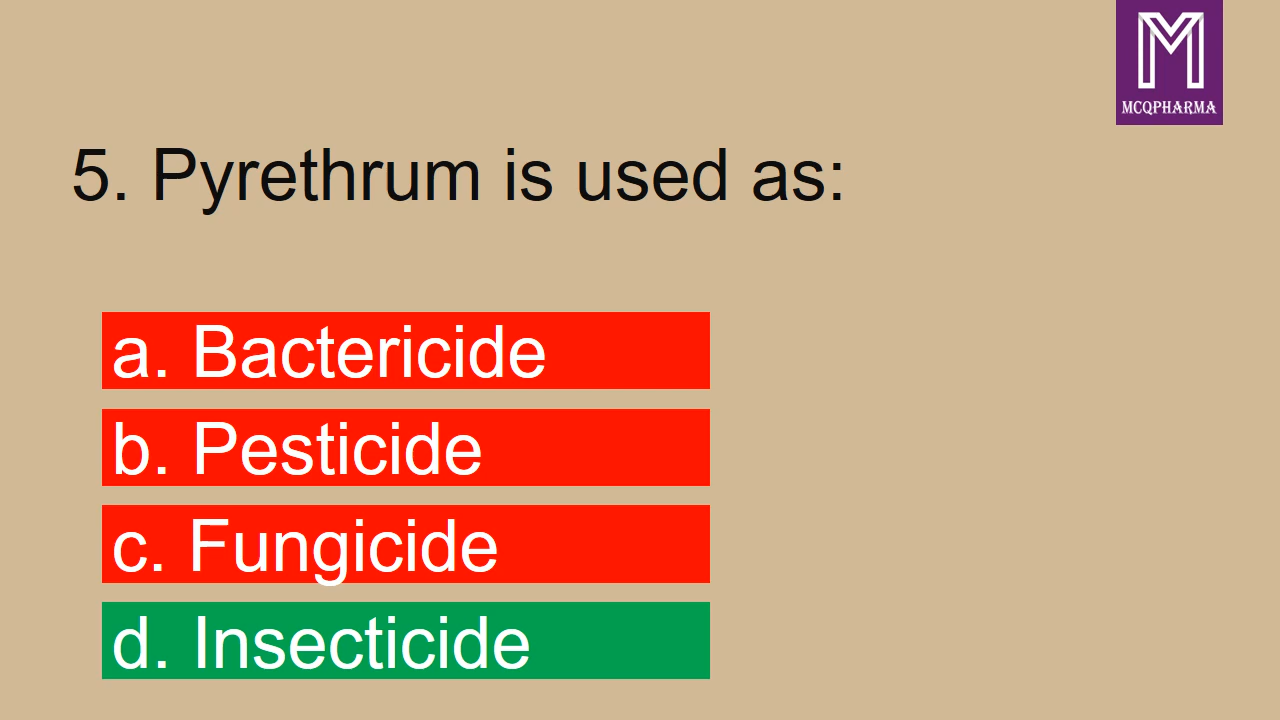 M
MCQPHARMA
5. Pyrethrum is used as:
a. Bactericide
b. Pesticide
c. Fungicide
d. Insecticide